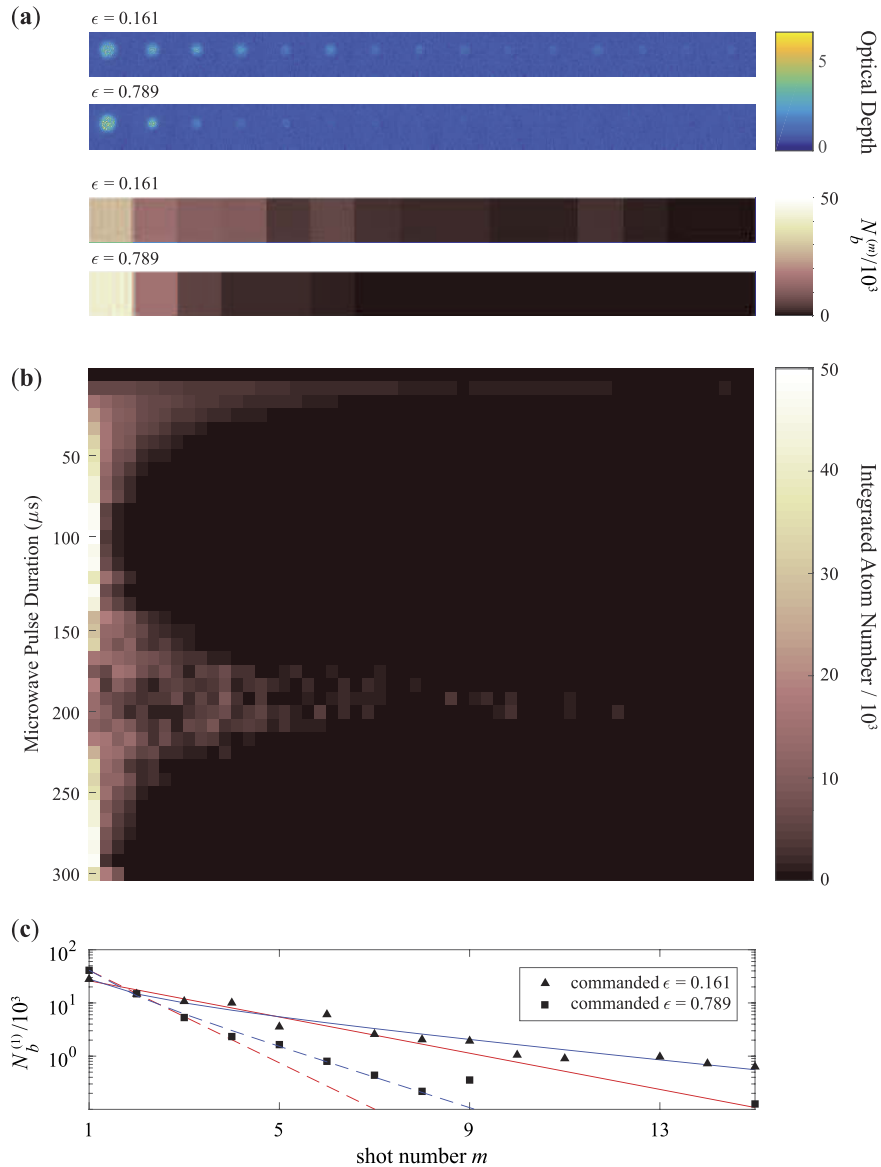 (a)
ϵ = 0.161
ϵ = 0.789
5
0
Optical Depth
ϵ = 0.161
ϵ = 0.789
50
0
N_b^(m)/10^3
(b)
50
100
150
200
250
300
Microwave Pulse Duration (μs)
50
40
30
20
10
0
Integrated Atom Number / 10^3
(c)
10^2
10^1
10^0
N_b^(1)/10^3
commanded ϵ = 0.161
commanded ϵ = 0.789
1
5
9
13
shot number m